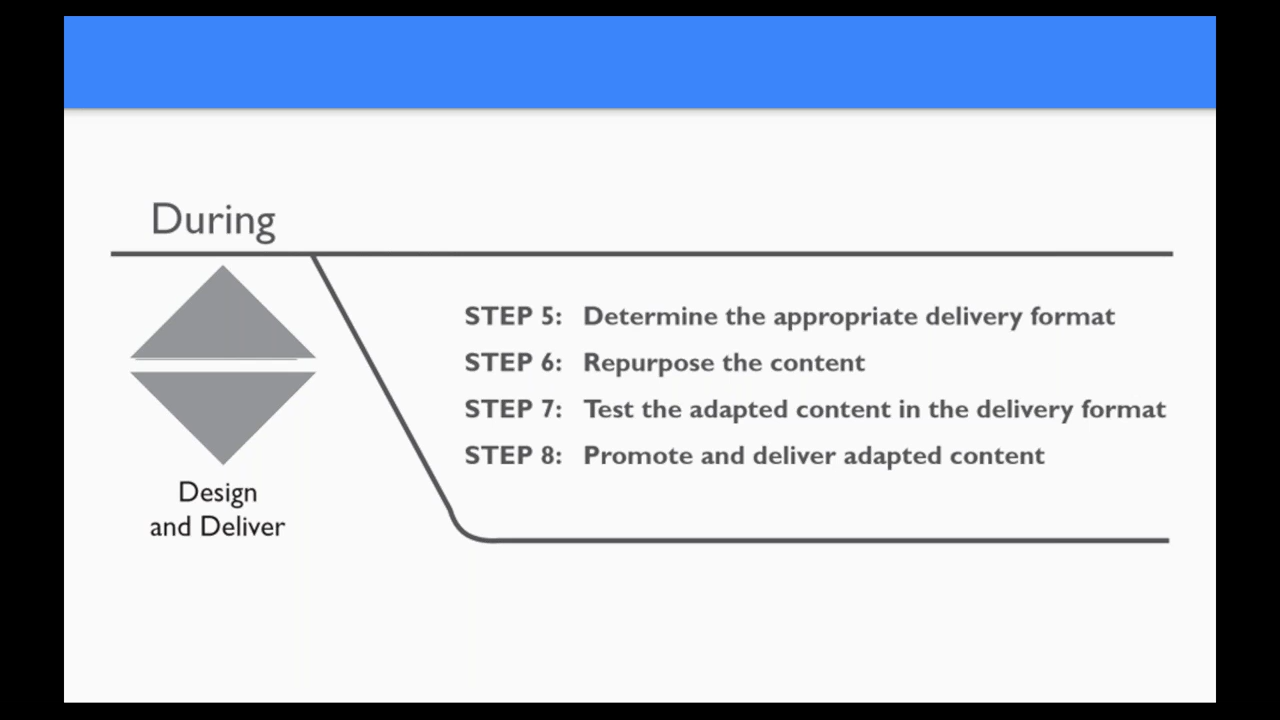 During
STEP 5: Determine the appropriate delivery format
STEP 6: Repurpose the content
STEP 7: Test the adapted content in the delivery format
STEP 8: Promote and deliver adapted content
Design
and Deliver